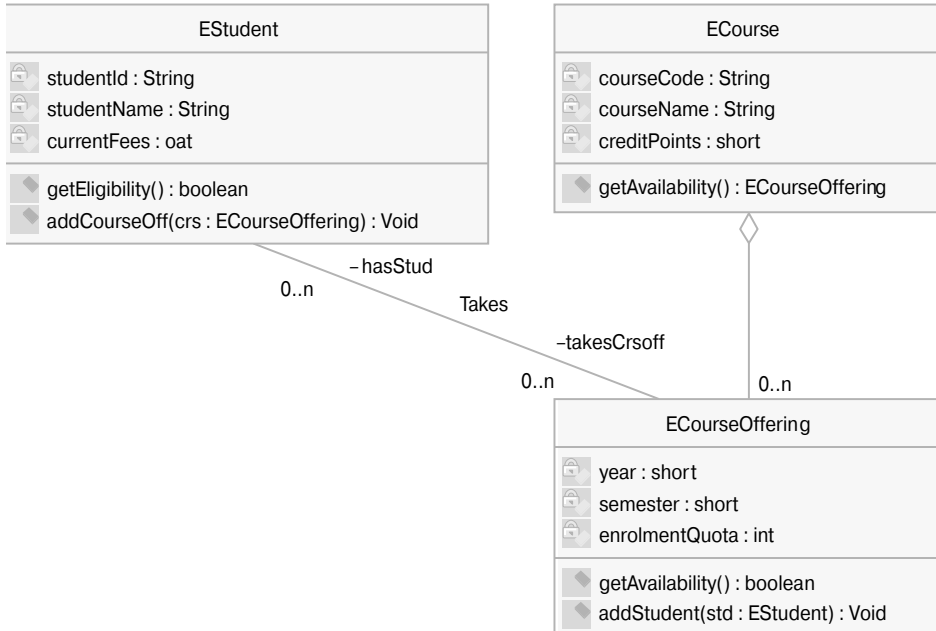 EStudent
studentId : String
studentName : String
currentFees : oat
getEligibility() : boolean
addCourseOff(crs : ECourseOffering) : Void
ECourse
courseCode : String
courseName : String
creditPoints : short
getAvailability() : ECourseOffering
–hasStud
0..n
Takes
–takesCrsoff
0..n
0..n
ECourseOffering
year : short
semester : short
enrolmentQuota : int
getAvailability() : boolean
addStudent(std : EStudent) : Void